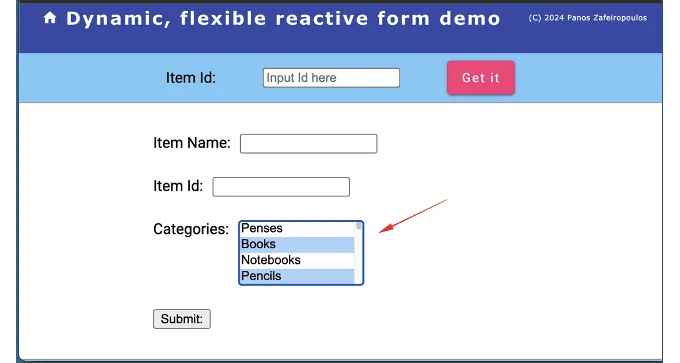 Dynamic, flexible reactive form demo (C) 2024 Panos Zafeiropoulos
Item Id: Input Id here Get it
Item Name:
Item Id:
Categories: Penses
Books
Notebooks
Pencils
Submit: